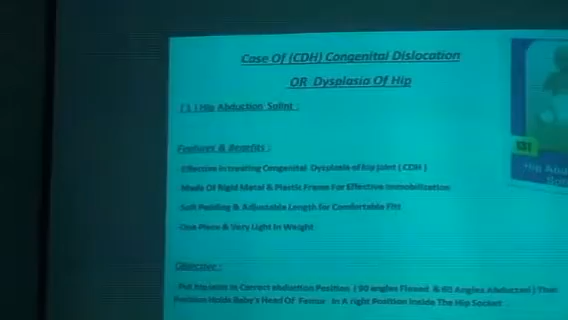 Case Of (CDH) Congenital Dislocation
OR Dysplasia Of Hip
( 1 ) Hip Abduction Splint :
Features & Benefits :
Effective in treating Congenital Dysplasia of hip joint ( CDH )
Made Of Rigid Metal & Plastic Frame For Effective Immobilization
Soft Padding & Adjustable Length for Comfortable Fitt
One Piece & Very Light In Weight
Objective :
Put hip joint in Correct abduction Position ( 90 angles Flexed & 60 Angles Abducted ) That
Position Holds Baby's Head Of Femur In A right Position Inside The Hip Socket
Hip